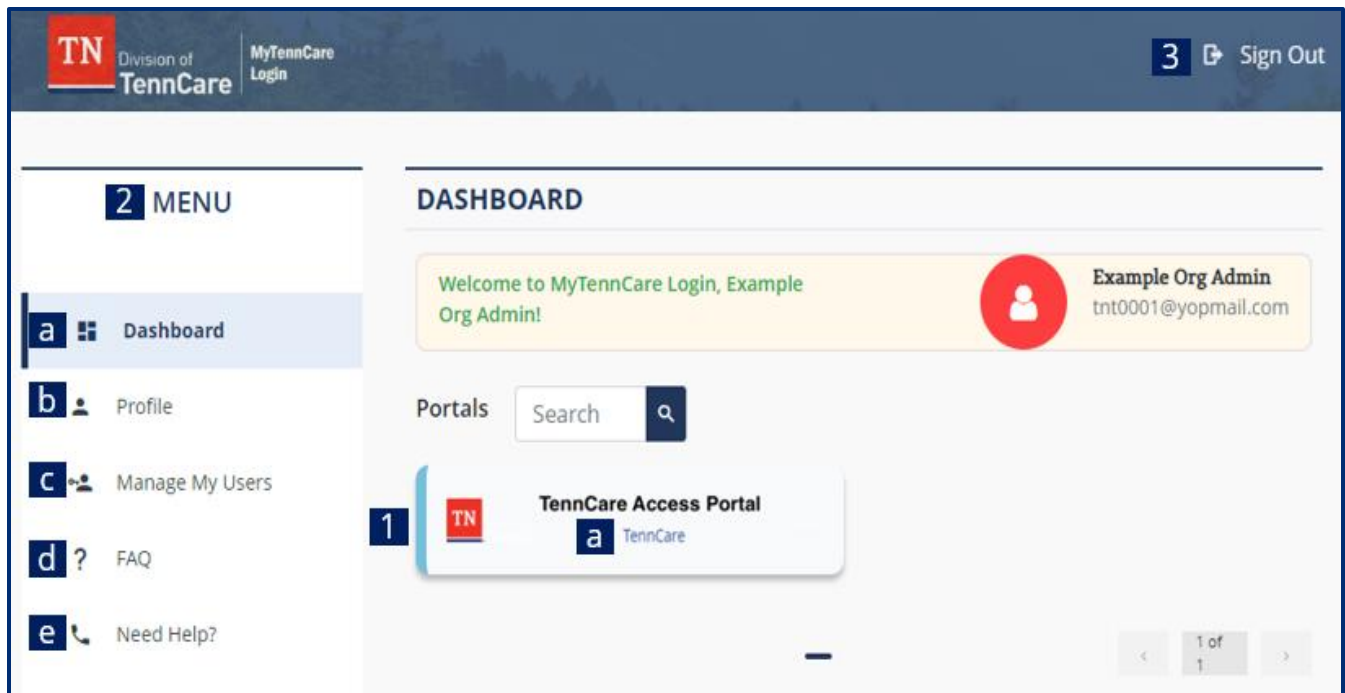 TN Division of TennCare MyTennCare Login
3 Sign Out
2 MENU
a Dashboard
b Profile
c Manage My Users
d ? FAQ
e Need Help?
DASHBOARD
Welcome to MyTennCare Login, Example
Org Admin!
Example Org Admin
tnt0001@yopmail.com
Portals Search
1 TN TennCare Access Portal
a TennCare
< 1 of
1 >